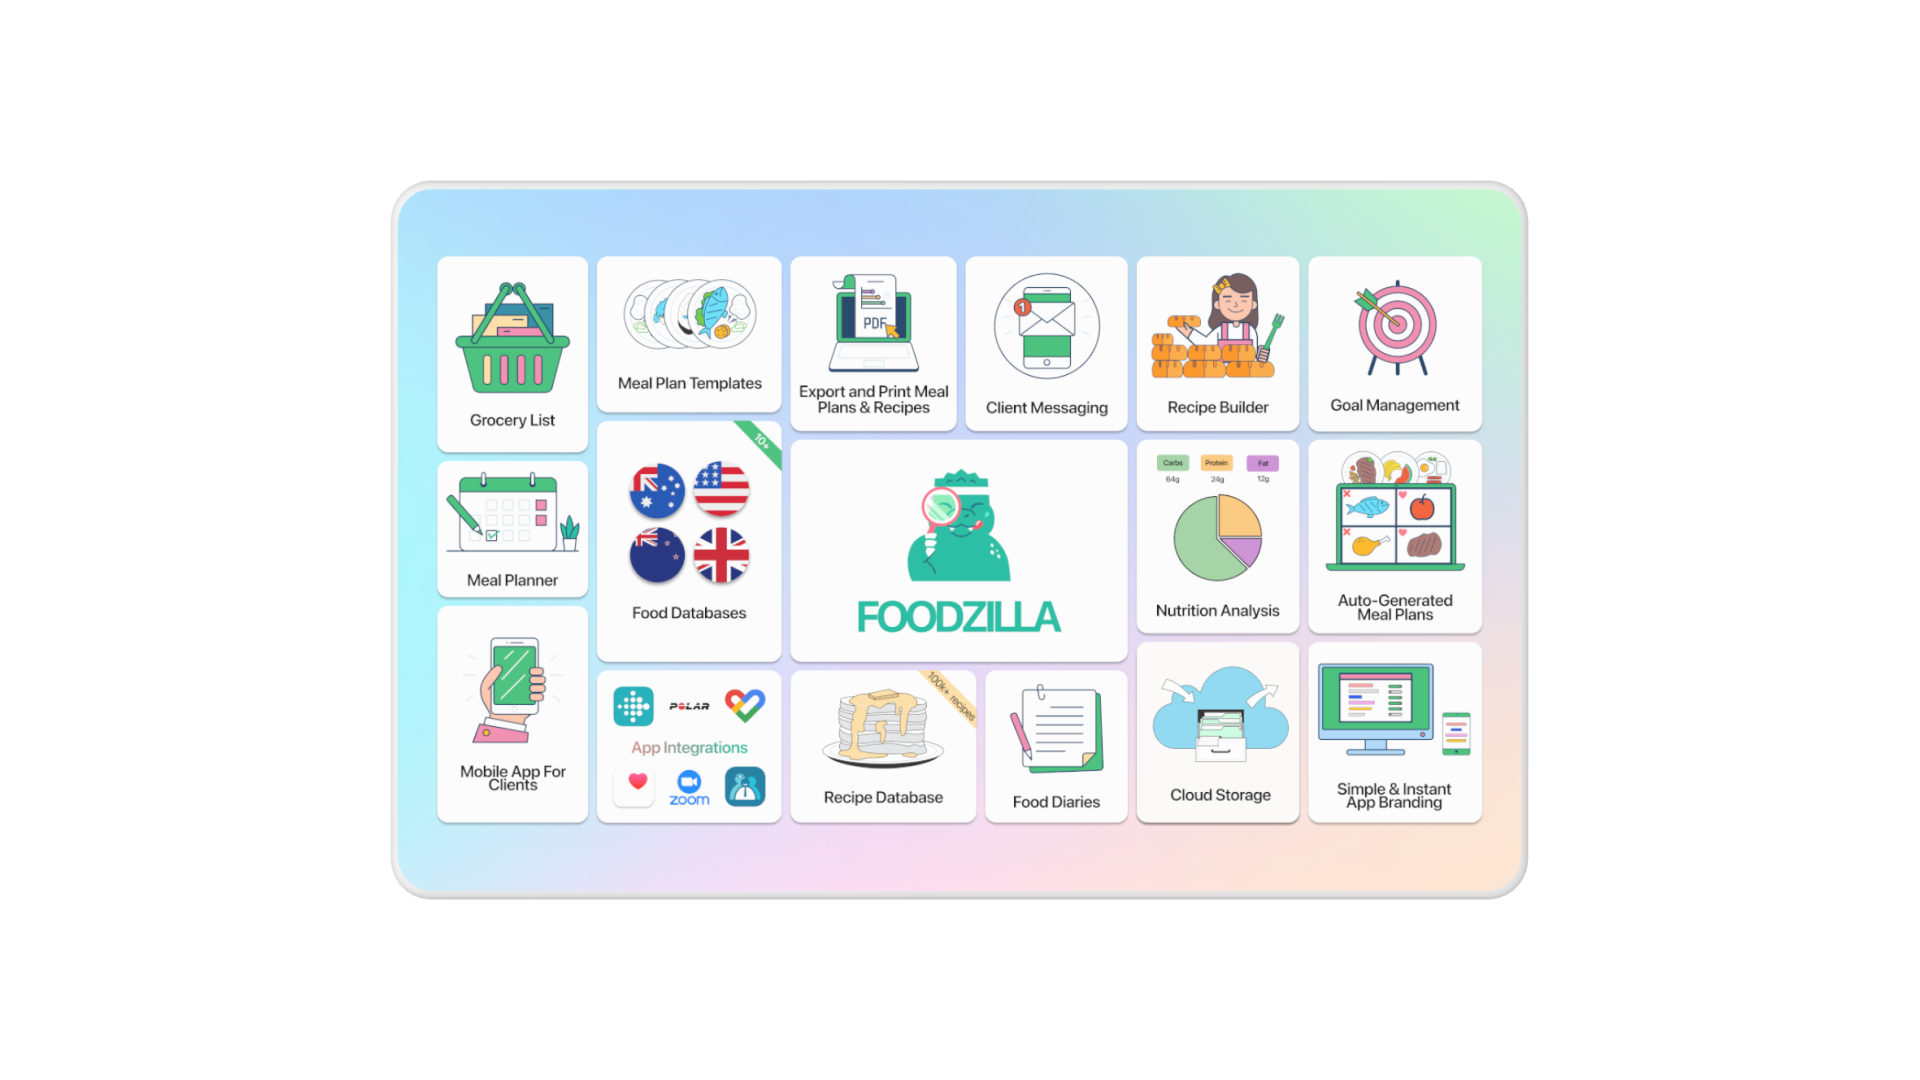 Grocery List
Meal Plan Templates
PDF
Export and Print Meal
Plans & Recipes
1
Client Messaging
Recipe Builder
Goal Management
Meal Planner
10+
Food Databases
FOODZILLA
Carbs Protein Fat
64g 24g 12g
Nutrition Analysis
Auto-Generated
Meal Plans
Mobile App For
Clients
POLAR
App Integrations
zoom
100k+ recipes
Recipe Database
Food Diaries
Cloud Storage
Simple & Instant
App Branding